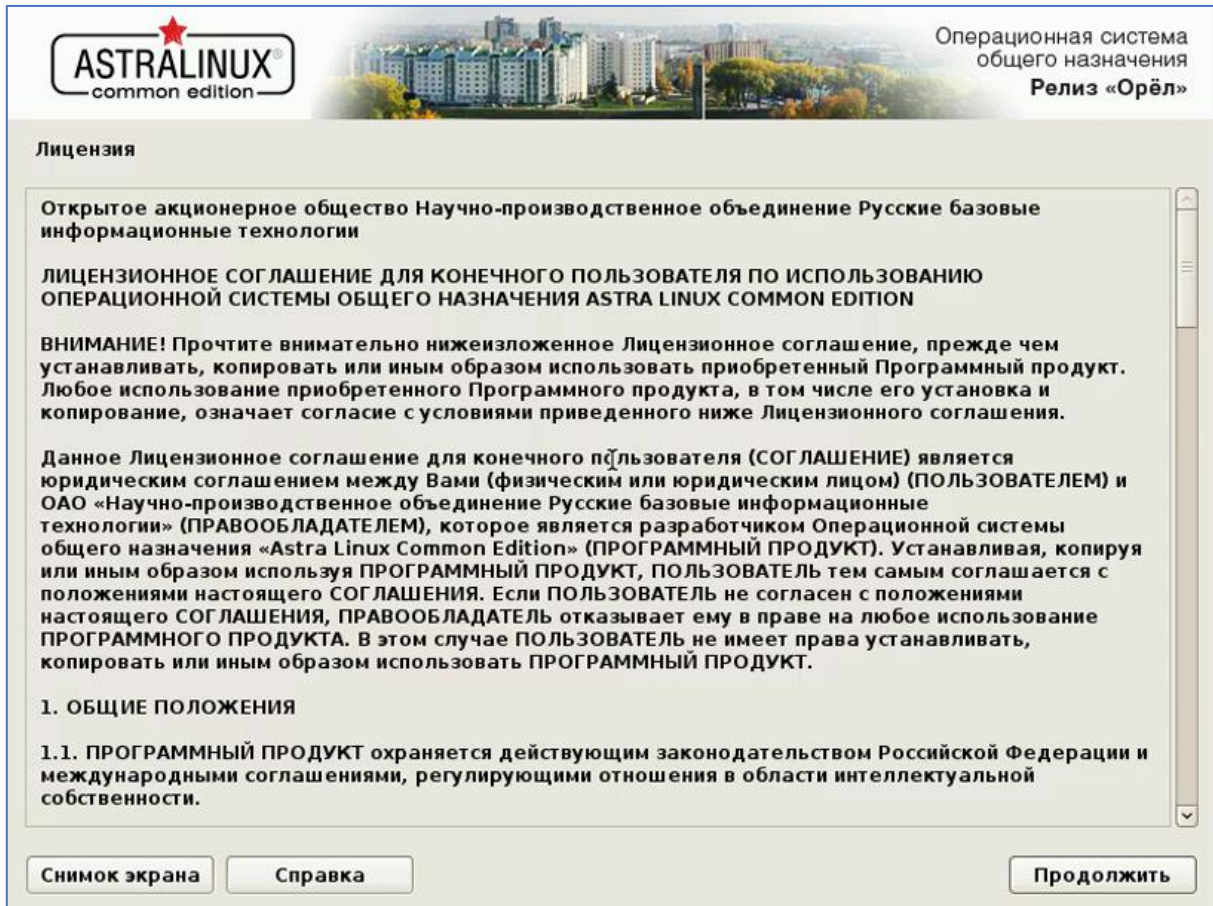 ASTRALINUX®
common edition
Операционная система
общего назначения
Релиз «Орёл»
Лицензия
Открытое акционерное общество Научно-производственное объединение Русские базовые
информационные технологии
ЛИЦЕНЗИОННОЕ СОГЛАШЕНИЕ ДЛЯ КОНЕЧНОГО ПОЛЬЗОВАТЕЛЯ ПО ИСПОЛЬЗОВАНИЮ
ОПЕРАЦИОННОЙ СИСТЕМЫ ОБЩЕГО НАЗНАЧЕНИЯ ASTRA LINUX COMMON EDITION
ВНИМАНИЕ! Прочтите внимательно нижеизложенное Лицензионное соглашение, прежде чем
устанавливать, копировать или иным образом использовать приобретенный Программный продукт.
Любое использование приобретенного Программного продукта, в том числе его установка и
копирование, означает согласие с условиями приведенного ниже Лицензионного соглашения.
Данное Лицензионное соглашение для конечного пользователя (СОГЛАШЕНИЕ) является
юридическим соглашением между Вами (физическим или юридическим лицом) (ПОЛЬЗОВАТЕЛЕМ) и
ОАО «Научно-производственное объединение Русские базовые информационные
технологии» (ПРАВООБЛАДАТЕЛЕМ), которое является разработчиком Операционной системы
общего назначения «Astra Linux Common Edition» (ПРОГРАММНЫЙ ПРОДУКТ). Устанавливая, копируя
или иным образом используя ПРОГРАММНЫЙ ПРОДУКТ, ПОЛЬЗОВАТЕЛЬ тем самым соглашается с
положениями настоящего СОГЛАШЕНИЯ. Если ПОЛЬЗОВАТЕЛЬ не согласен с положениями
настоящего СОГЛАШЕНИЯ, ПРАВООБЛАДАТЕЛЬ отказывает ему в праве на любое использование
ПРОГРАММНОГО ПРОДУКТА. В этом случае ПОЛЬЗОВАТЕЛЬ не имеет права устанавливать,
копировать или иным образом использовать ПРОГРАММНЫЙ ПРОДУКТ.
1. ОБЩИЕ ПОЛОЖЕНИЯ
1.1. ПРОГРАММНЫЙ ПРОДУКТ охраняется действующим законодательством Российской Федерации и
международными соглашениями, регулирующими отношения в области интеллектуальной
собственности.
Снимок экрана
Справка
Продолжить